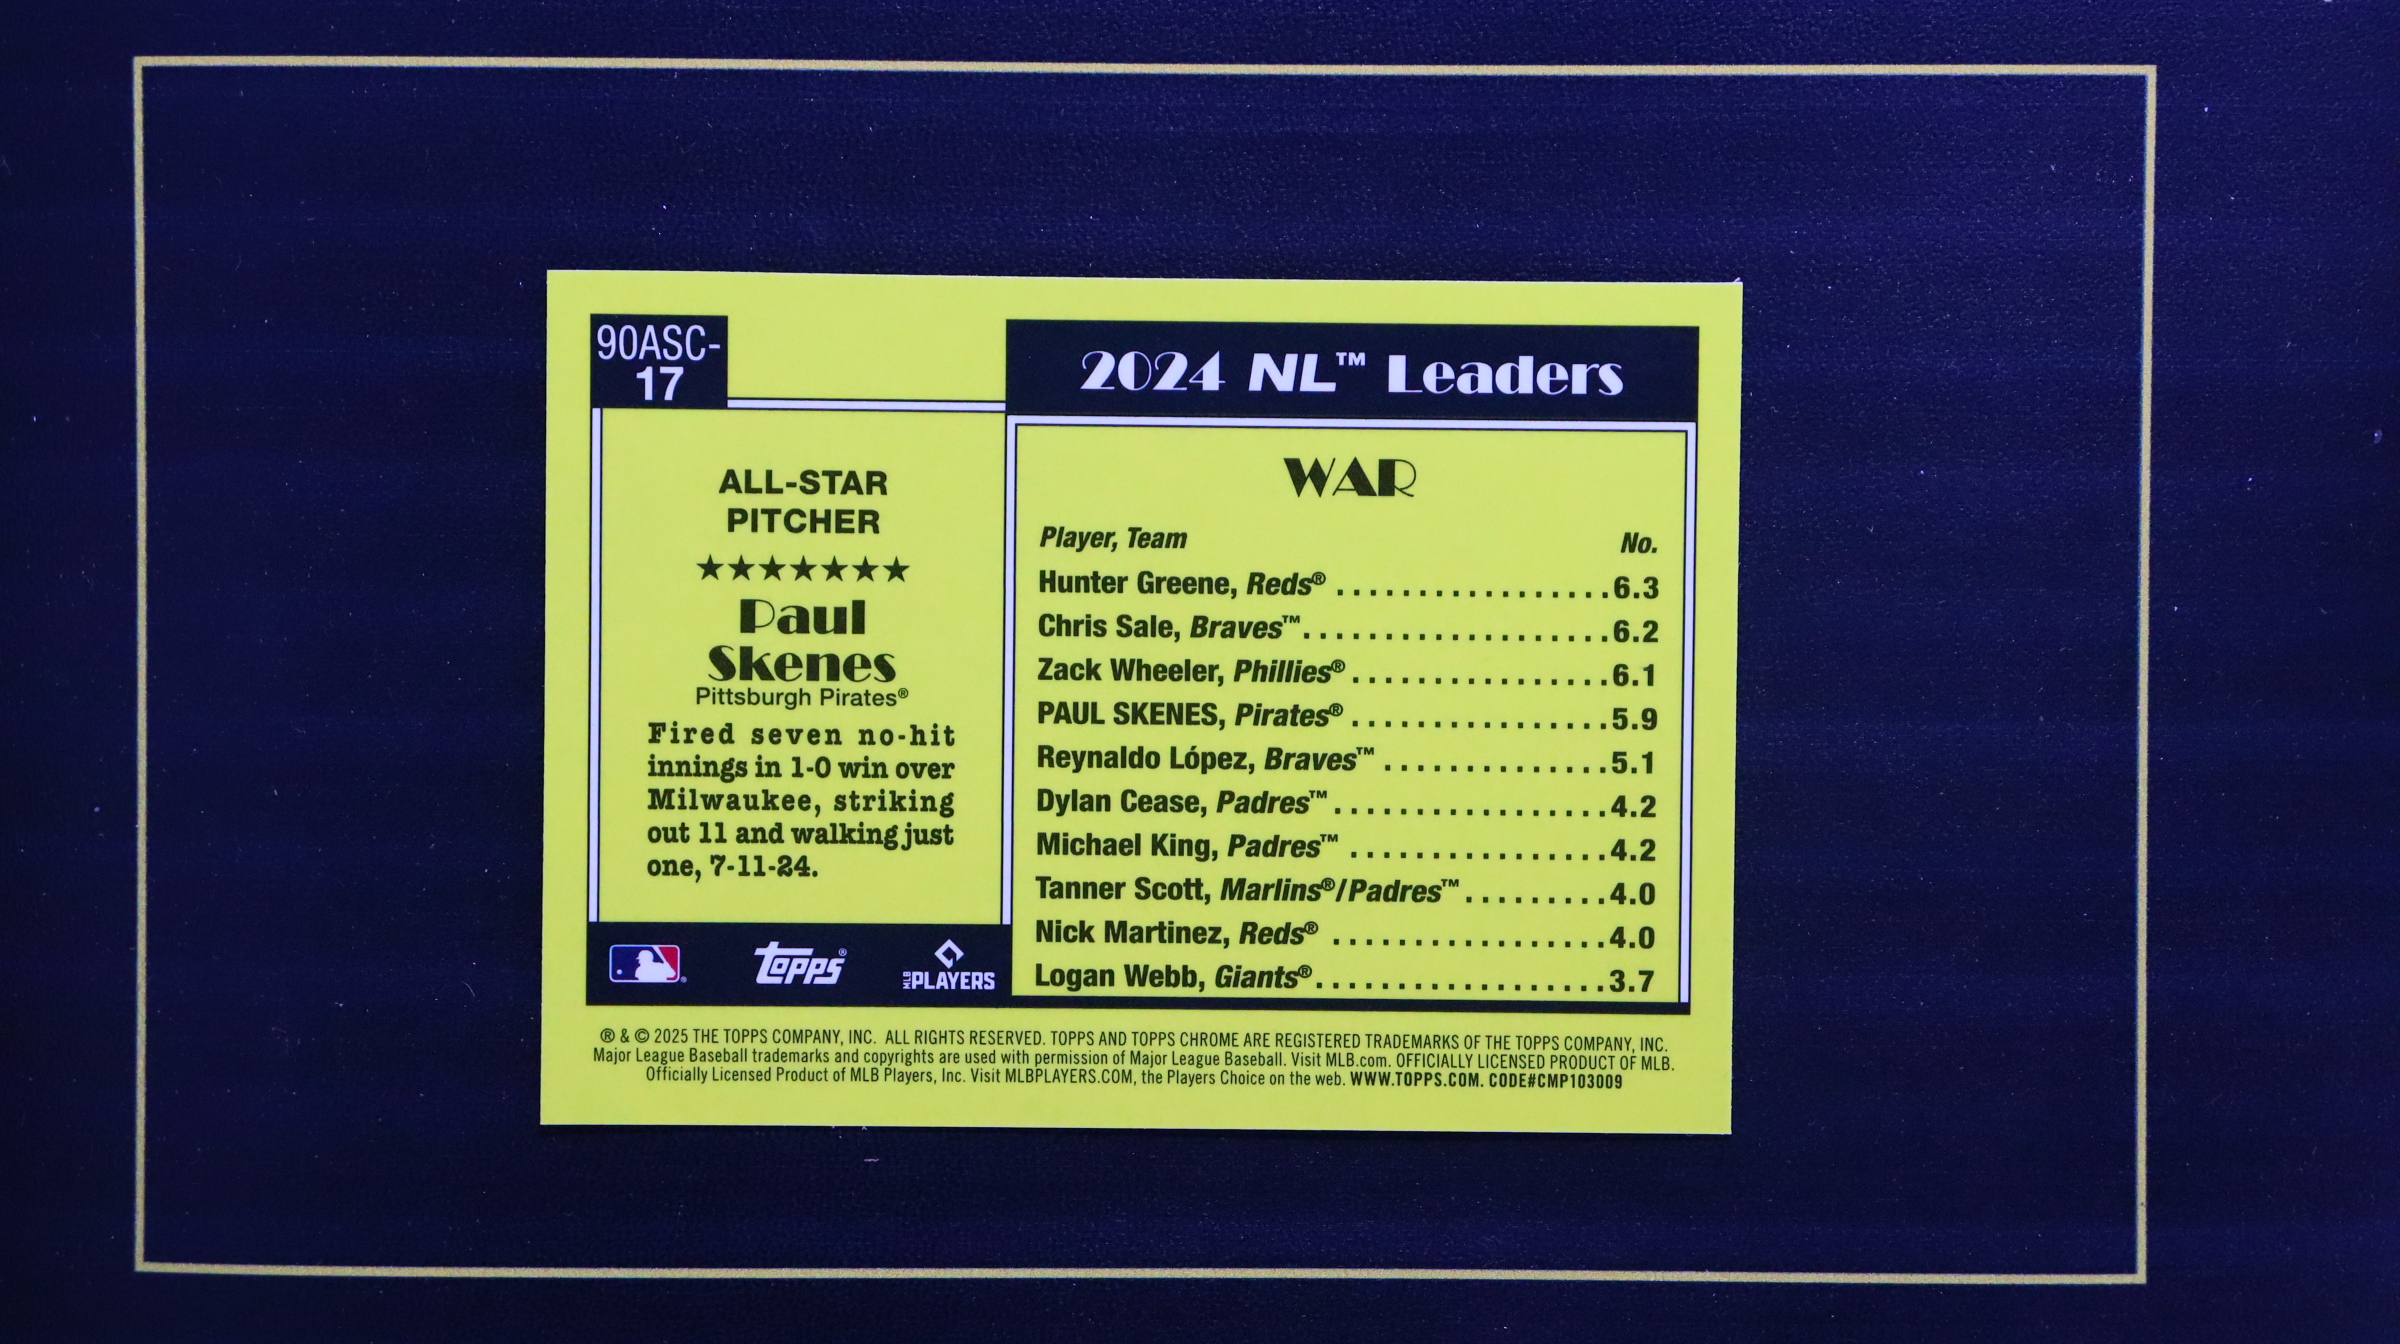 90ASC-
17
ALL-STAR
PITCHER
★★★★★★★
Paul
Skenes
Pittsburgh Pirates®
Fired seven no-hit
innings in 1-0 win over
Milwaukee, striking
out 11 and walking just
one, 7-11-24.
Topps®
MLB PLAYERS
2024 NL™ Leaders
WAR
Player, Team No.
Hunter Greene, Reds® .................6.3
Chris Sale, Braves™...................6.2
Zack Wheeler, Phillies®................6.1
PAUL SKENES, Pirates®................5.9
Reynaldo López, Braves™ ..............5.1
Dylan Cease, Padres™.................4.2
Michael King, Padres™ ................4.2
Tanner Scott, Marlins®/Padres™.........4.0
Nick Martinez, Reds® .................4.0
Logan Webb, Giants®..................3.7
® & © 2025 THE TOPPS COMPANY, INC. ALL RIGHTS RESERVED. TOPPS AND TOPPS CHROME ARE REGISTERED TRADEMARKS OF THE TOPPS COMPANY, INC.
Major League Baseball trademarks and copyrights are used with permission of Major League Baseball. Visit MLB.com. OFFICIALLY LICENSED PRODUCT OF MLB.
Officially Licensed Product of MLB Players, Inc. Visit MLBPLAYERS.COM, the Players Choice on the web. WWW.TOPPS.COM. CODE#CMP103009